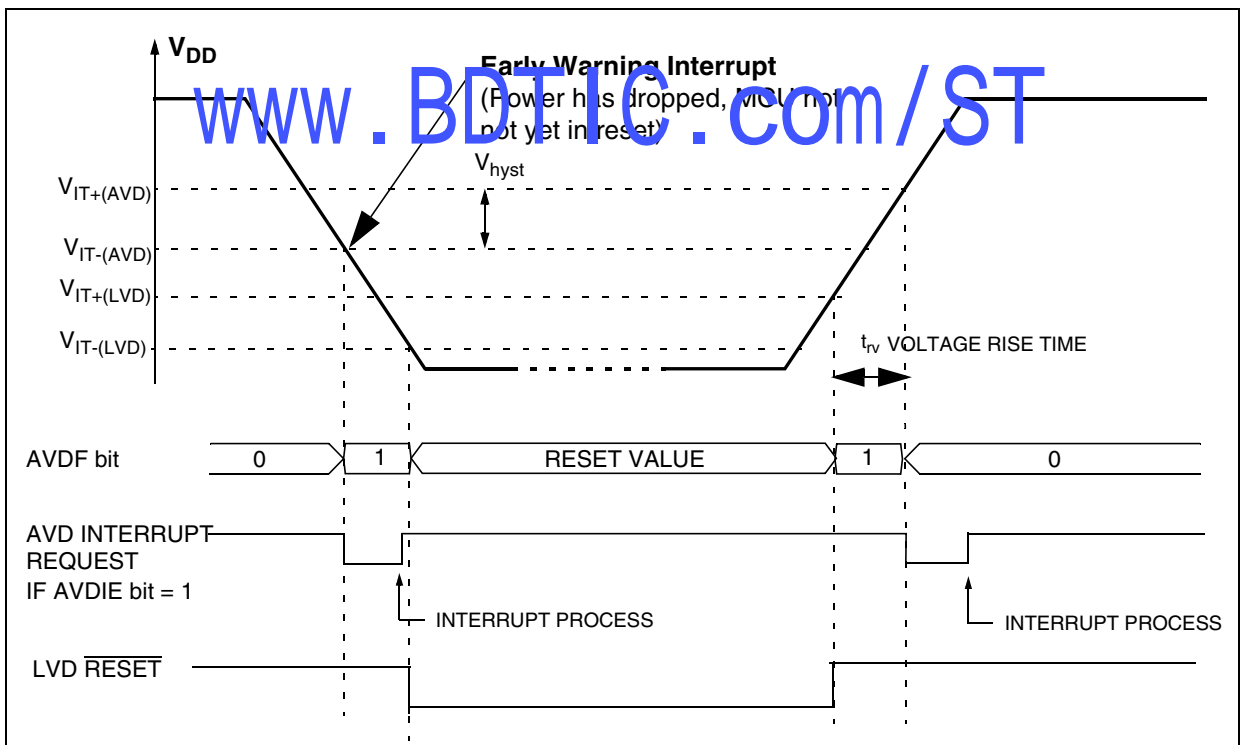 VDD
Early Warning Interrupt
(Power has dropped, MCU not
not yet in reset)
www.BDTIC.com/ST
Vhyst
VIT+(AVD)
VIT-(AVD)
VIT+(LVD)
VIT-(LVD)
trv VOLTAGE RISE TIME
AVDF bit
0
1
RESET VALUE
1
0
AVD INTERRUPT
REQUEST
IF AVDIE bit = 1
INTERRUPT PROCESS
INTERRUPT PROCESS
LVD RESET